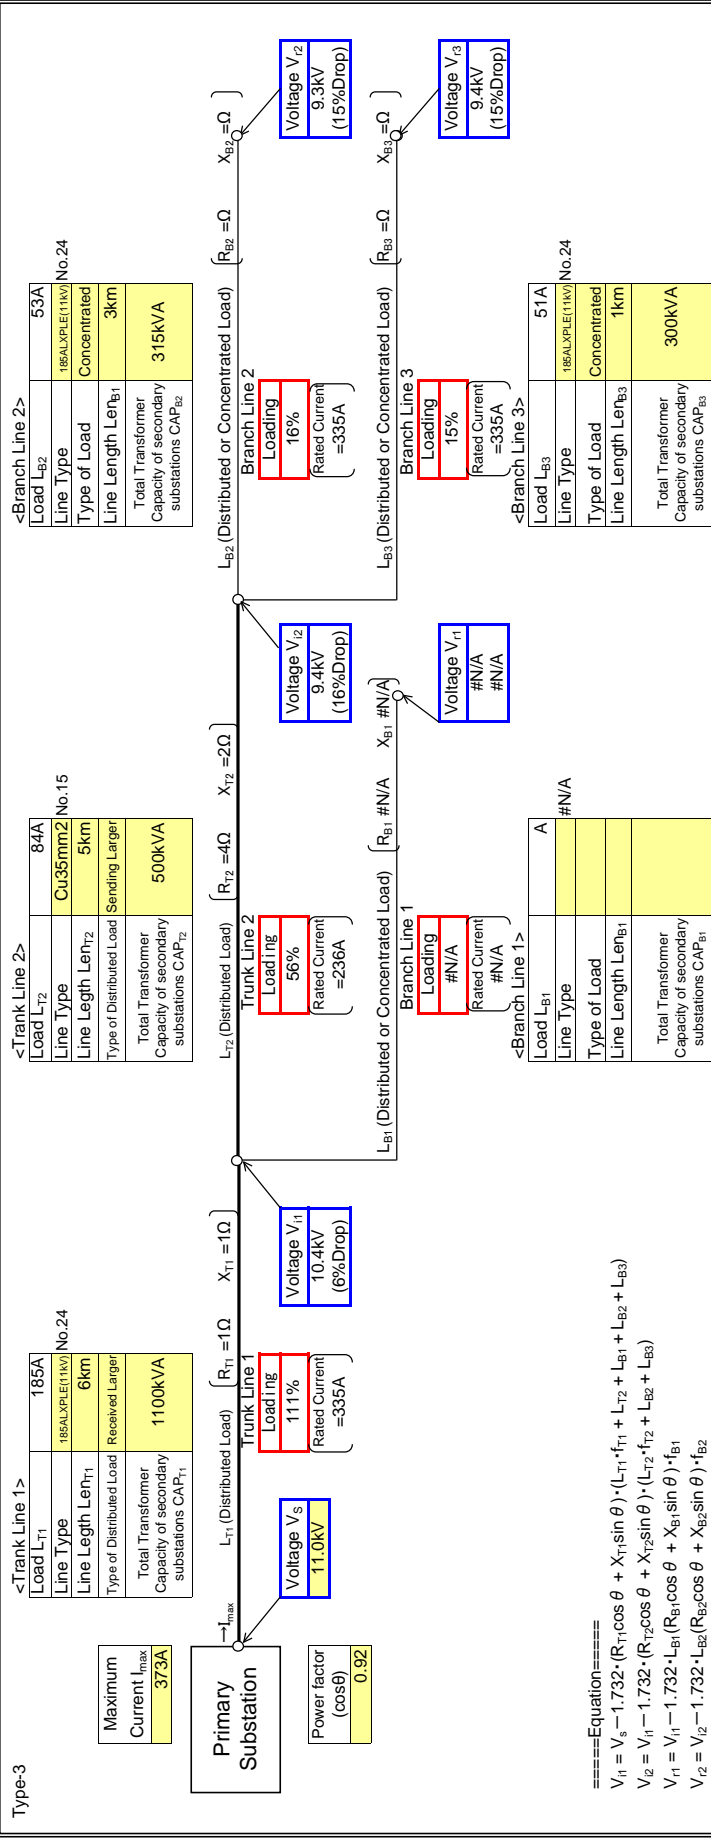 Type-3
Maximum
Current Imax
373A
Primary
Substation
→Imax
Power factor
(cosθ)
0.92
Voltage VS
11.0kV
<Trank Line 1>
Load LT1 185A
Line Type 185ALXPLE(11kV) No.24
Line Legth LenT1 6km
Type of Distributed Load Received Larger
Total Transformer
Capacity of secondary
substations CAPT1
1100kVA
LT1 (Distributed Load) RT1 =1Ω XT1 =1Ω
Trunk Line 1
Loading
111%
Rated Current
=335A
Voltage Vi1
10.4kV
(6%Drop)
<Trank Line 2>
Load LT2 84A
Line Type Cu35mm2 No.15
Line Legth LenT2 5km
Type of Distributed Load Sending Larger
Total Transformer
Capacity of secondary
substations CAPT2
500kVA
LT2 (Distributed Load) RT2 =4Ω XT2 =2Ω
Trunk Line 2
Loading
56%
Rated Current
=236A
Voltage Vi2
9.4kV
(16%Drop)
LB1 (Distributed or Concentrated Load) RB1 #N/A XB1 #N/A
Branch Line 1
Loading
#N/A
Rated Current
#N/A
Voltage Vr1
#N/A
#N/A
<Branch Line 1>
Load LB1 A
Line Type #N/A
Type of Load
Line Length LenB1
Total Transformer
Capacity of secondary
substations CAPB1
<Branch Line 2>
Load LB2 53A
Line Type 185ALXPLE(11kV) No.24
Type of Load Concentrated
Line Length LenB1 3km
Total Transformer
Capacity of secondary
substations CAPB2
315kVA
LB2 (Distributed or Concentrated Load) RB2 =Ω XB2 =Ω
Branch Line 2
Loading
16%
Rated Current
=335A
Voltage Vr2
9.3kV
(15%Drop)
LB3 (Distributed or Concentrated Load) RB3 =Ω XB3 =Ω
Branch Line 3
Loading
15%
Rated Current
=335A
Voltage Vr3
9.4kV
(15%Drop)
<Branch Line 3>
Load LB3 51A
Line Type 185ALXPLE(11kV) No.24
Type of Load Concentrated
Line Length LenB3 1km
Total Transformer
Capacity of secondary
substations CAPB3
300kVA
=====Equation=====
Vi1 = Vs－1.732･(RT1cos θ + XT1sin θ)･(LT1･fT1 + LT2 + LB1 + LB2 + LB3)
Vi2 = Vi1－1.732･(RT2cos θ + XT2sin θ)･(LT2･fT2 + LB2 + LB3)
Vr1 = Vi1－1.732･LB1(RB1cos θ + XB1sin θ)･fB1
Vr2 = Vi2－1.732･LB2(RB2cos θ + XB2sin θ)･fB2